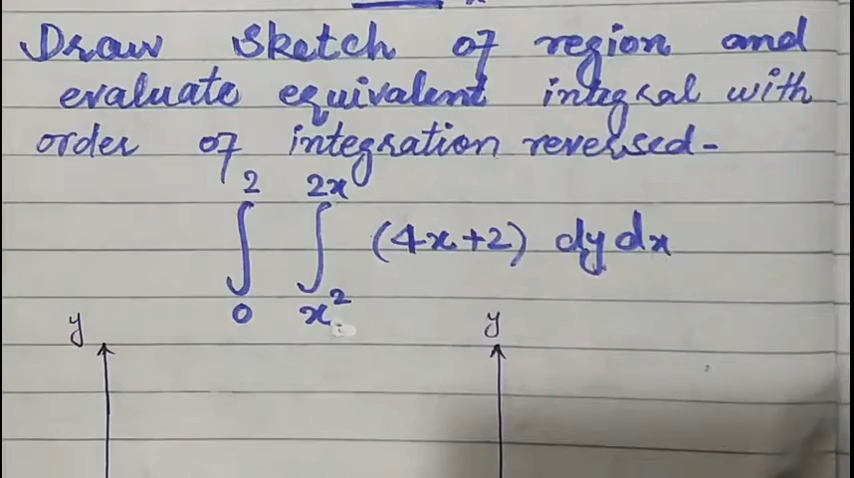 Draw sketch of region and
evaluate equivalent integral with
order of integration reversed-
∫₀² ∫ₓ²^2x (4x+2) dy dx
y y